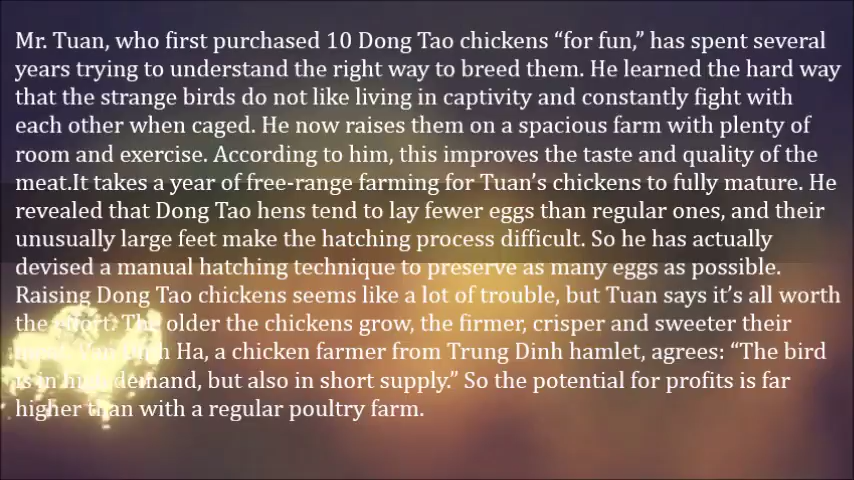 Mr. Tuan, who first purchased 10 Dong Tao chickens “for fun,” has spent several
years trying to understand the right way to breed them. He learned the hard way
that the strange birds do not like living in captivity and constantly fight with
each other when caged. He now raises them on a spacious farm with plenty of
room and exercise. According to him, this improves the taste and quality of the
meat.It takes a year of free-range farming for Tuan’s chickens to fully mature. He
revealed that Dong Tao hens tend to lay fewer eggs than regular ones, and their
unusually large feet make the hatching process difficult. So he has actually
devised a manual hatching technique to preserve as many eggs as possible.
Raising Dong Tao chickens seems like a lot of trouble, but Tuan says it’s all worth
the effort. The older the chickens grow, the firmer, crisper and sweeter their
Ha, a chicken farmer from Trung Dinh hamlet, agrees: “The bird
is in high demand, but also in short supply.” So the potential for profits is far
higher than with a regular poultry farm.